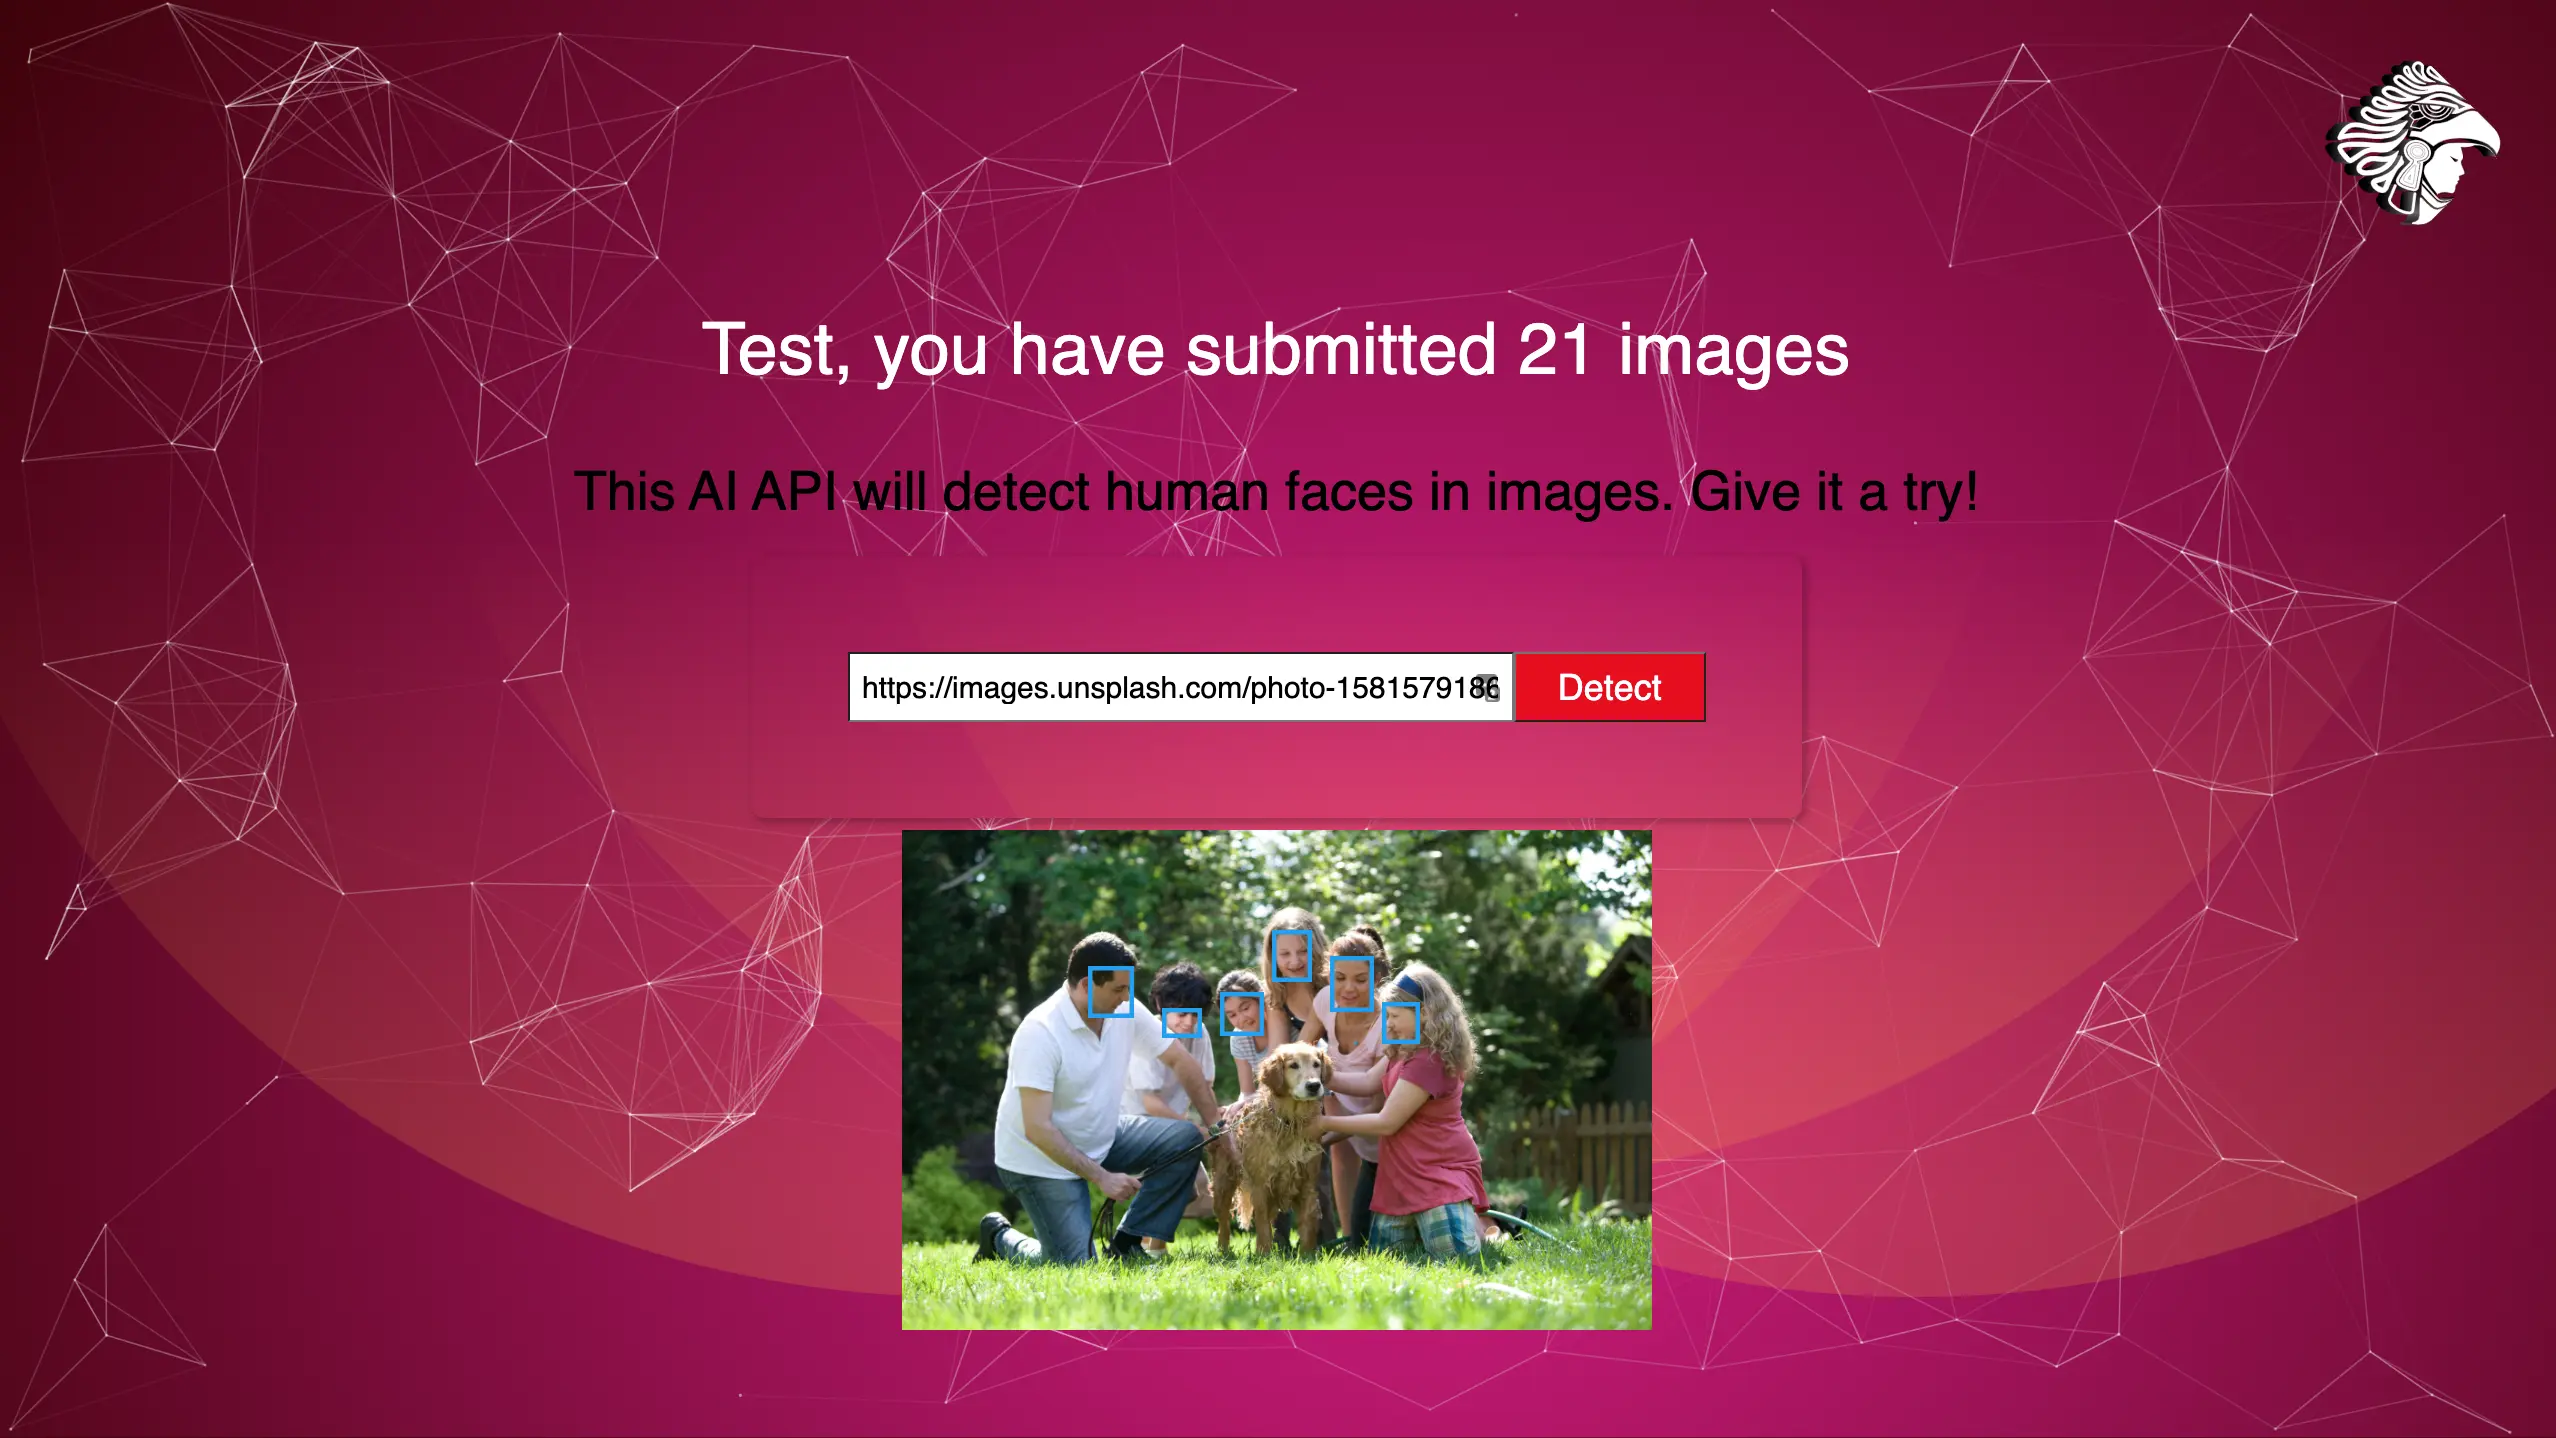 Test, you have submitted 21 images
This AI API will detect human faces in images. Give it a try!
https://images.unsplash.com/photo-1581579186 Detect